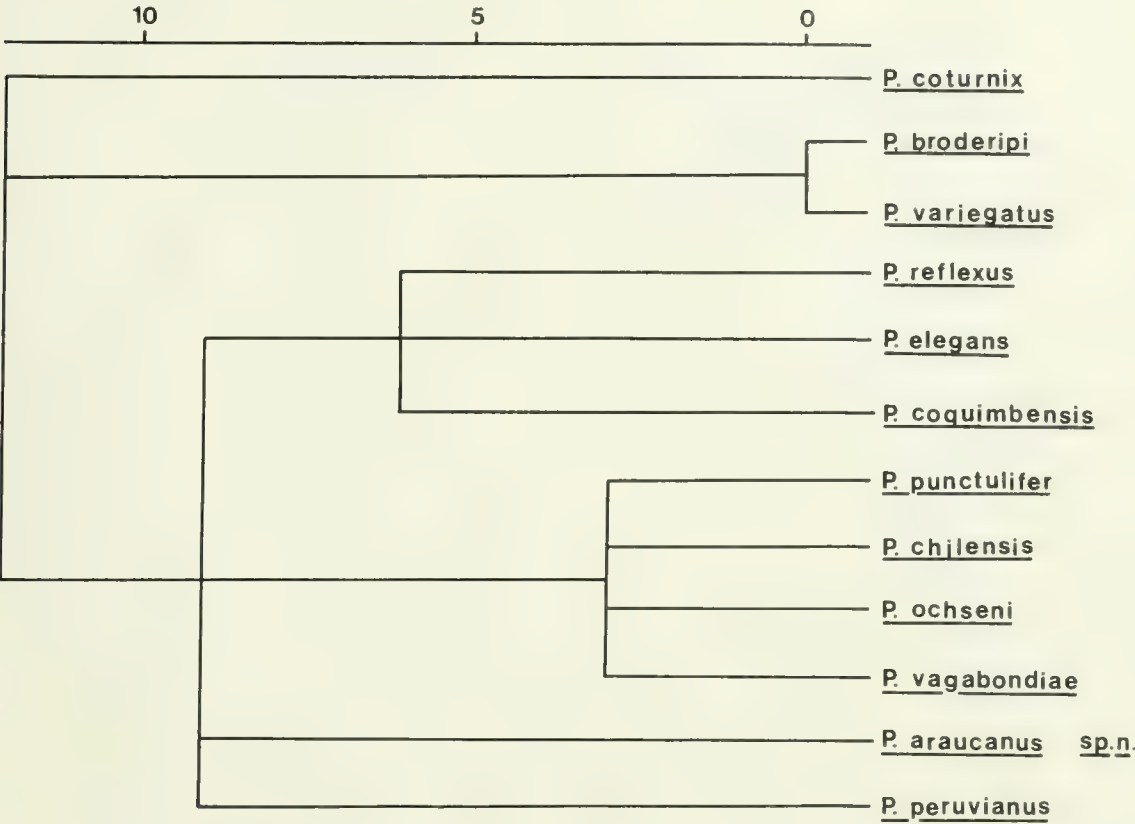 10 5 0
P. coturnix
P. broderipi
P. variegatus
P. reflexus
P. elegans
P. coquimbensis
P. punctulifer
P. chilensis
P. ochseni
P. vagabondiae
P. araucanus sp.n.
P. peruvianus